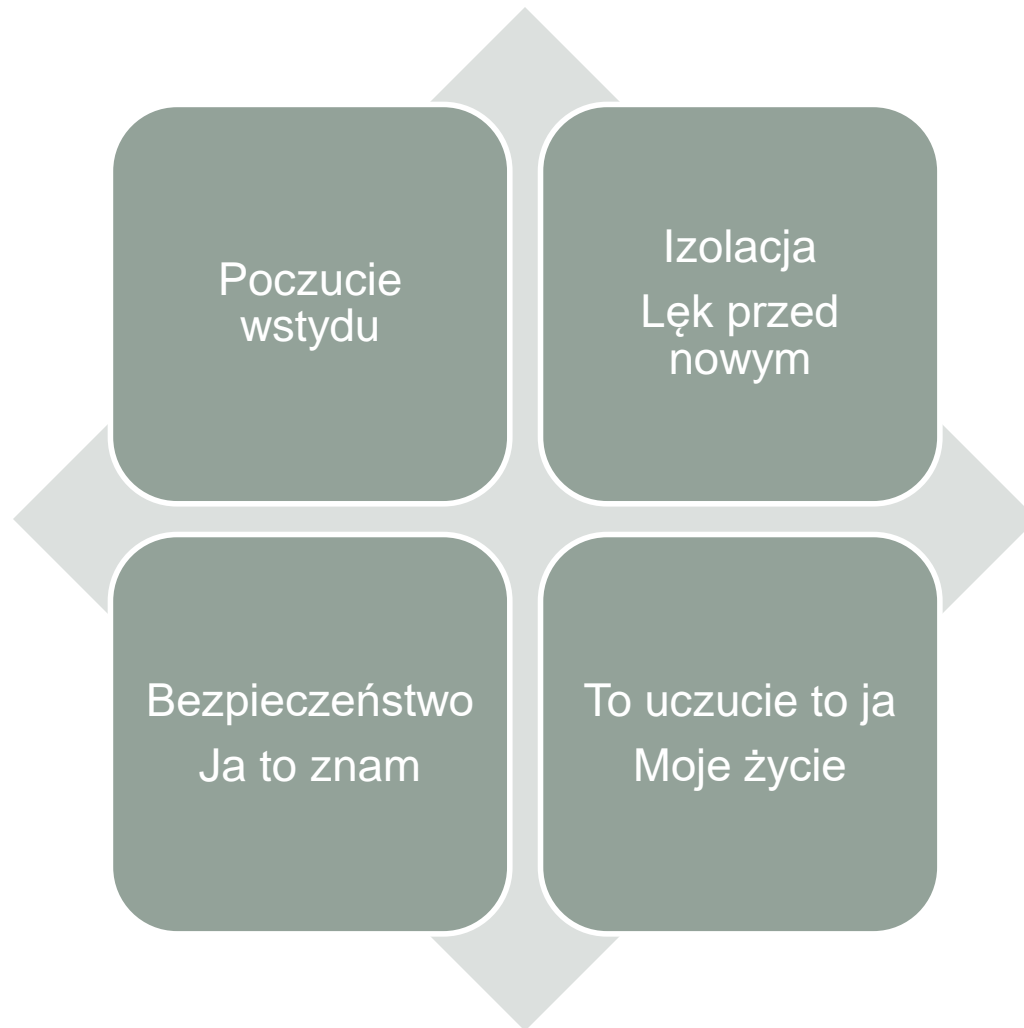 Poczucie
wstydu
Izolacja
Lęk przed
nowym
Bezpieczeństwo
Ja to znam
To uczucie to ja
Moje życie